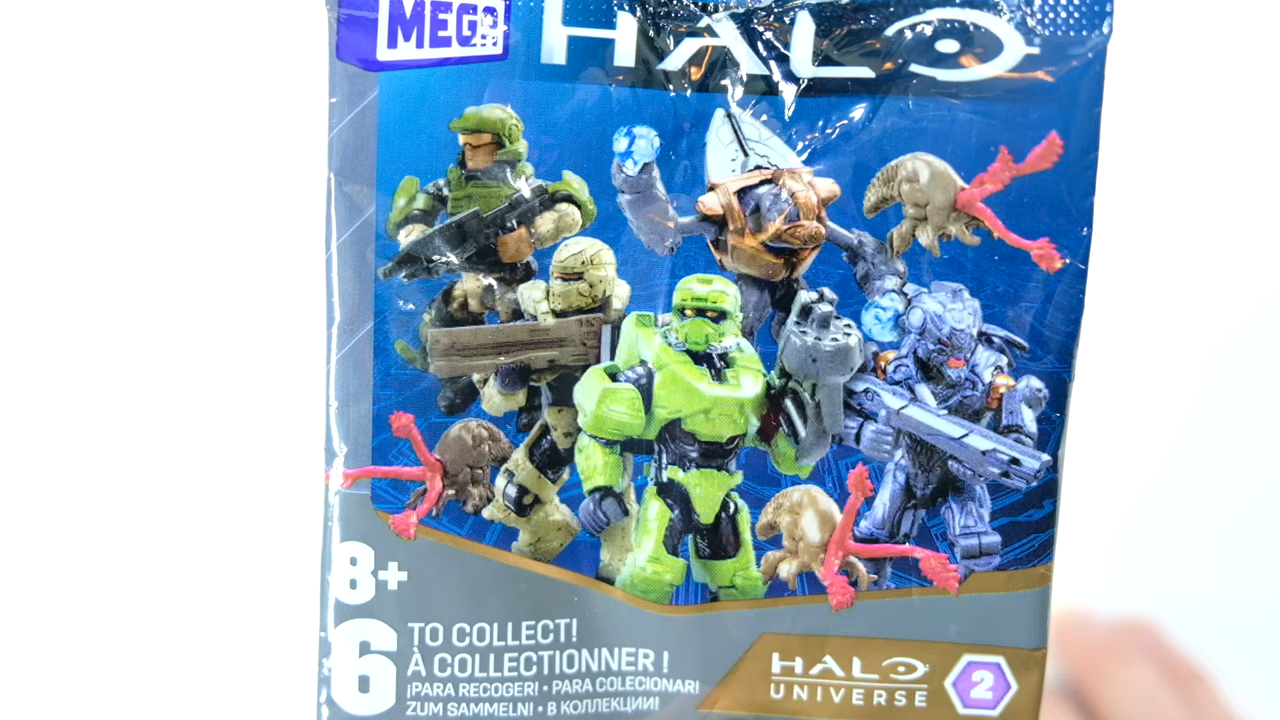 MEGA
HALO
8+
6
TO COLLECT!
À COLLECTIONNER !
¡PARA RECOGER! • PARA COLECIONAR!
ZUM SAMMELN! • В КОЛЛЕКЦИИ!
HALO
UNIVERSE
2